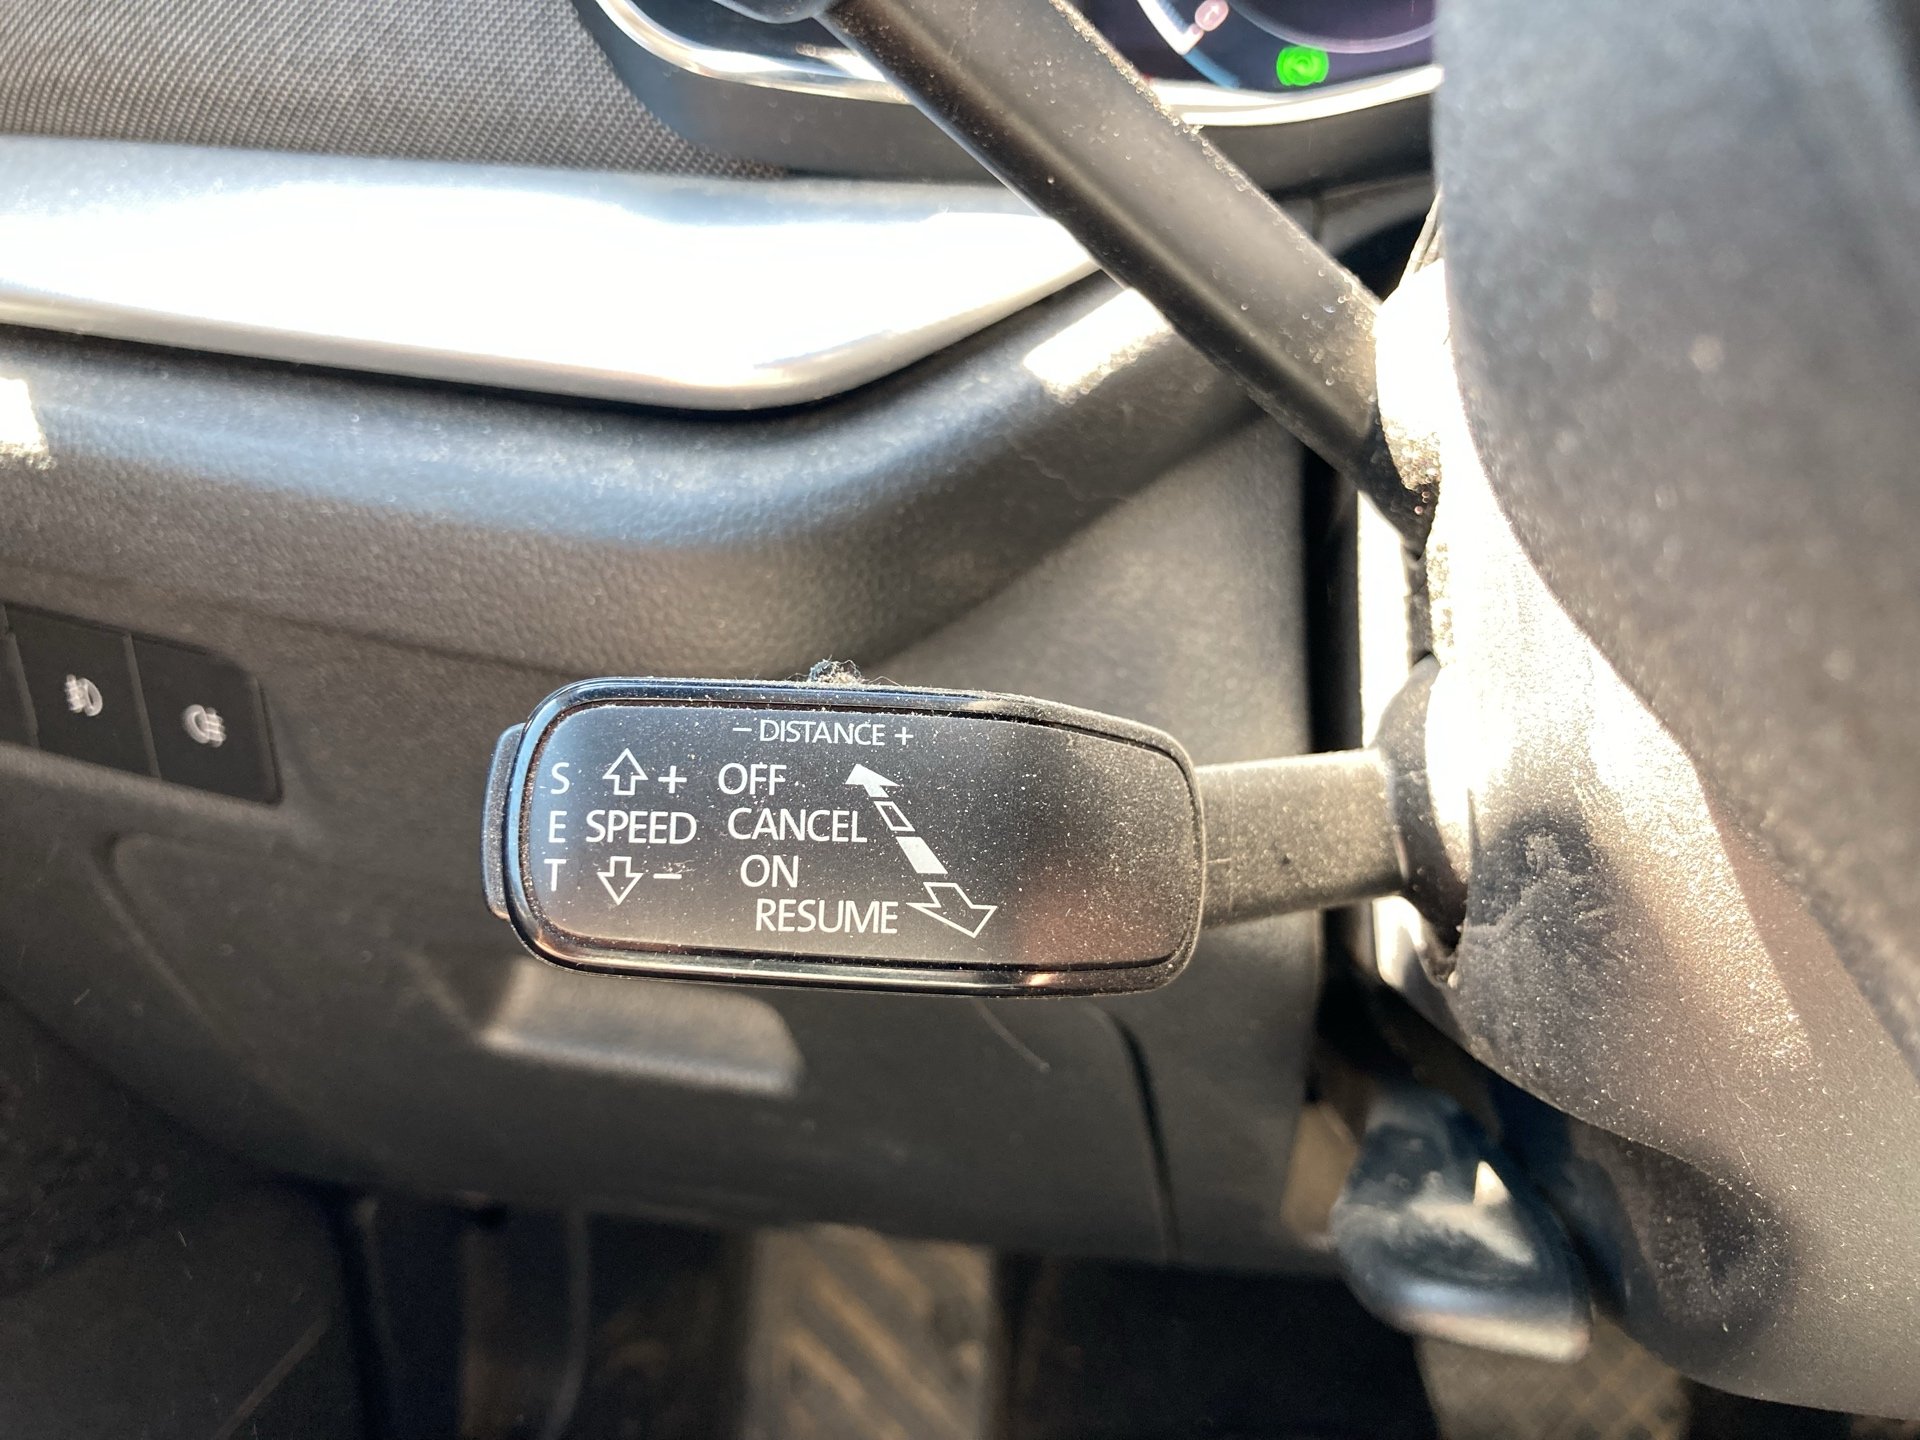 − DISTANCE +
S + OFF
E SPEED CANCEL
T − ON
RESUME